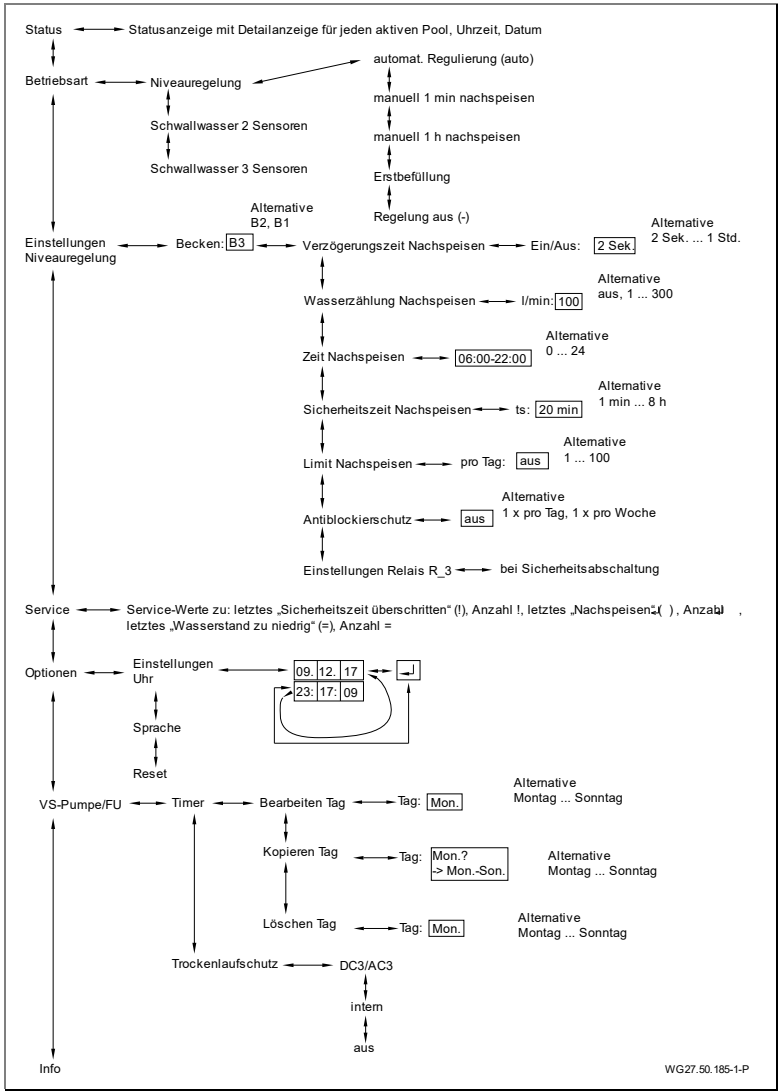 Status
Statusanzeige mit Detailanzeige für jeden aktiven Pool, Uhrzeit, Datum
Betriebsart
Niveauregelung
automat. Regulierung (auto)
manuell 1 min nachspeisen
manuell 1 h nachspeisen
Erstbefüllung
Regelung aus (-)
Schwallwasser 2 Sensoren
Schwallwasser 3 Sensoren
Einstellungen
Niveauregelung
Becken: B3
Alternative
B2, B1
Verzögerungszeit Nachspeisen
Ein/Aus: 2 Sek.
Alternative
2 Sek. ... 1 Std.
Wasserzählung Nachspeisen
l/min: 100
Alternative
aus, 1 ... 300
Zeit Nachspeisen
06:00-22:00
Alternative
0 ... 24
Sicherheitszeit Nachspeisen
ts: 20 min
Alternative
1 min ... 8 h
Limit Nachspeisen
pro Tag: aus
Alternative
1 ... 100
Antiblockierschutz
aus
Alternative
1 x pro Tag, 1 x pro Woche
Einstellungen Relais R_3
bei Sicherheitsabschaltung
Service
Service-Werte zu: letztes „Sicherheitszeit überschritten“ (!), Anzahl !, letztes „Nachspeisen“ ( ) , Anzahl ,
letztes „Wasserstand zu niedrig“ (=), Anzahl =
Optionen
Einstellungen
Uhr
09. 12. 17
23: 17: 09
Sprache
Reset
VS-Pumpe/FU
Timer
Bearbeiten Tag
Tag: Mon.
Alternative
Montag ... Sonntag
Kopieren Tag
Tag: Mon.?
-> Mon.-Son.
Alternative
Montag ... Sonntag
Löschen Tag
Tag: Mon.
Alternative
Montag ... Sonntag
Trockenlaufschutz
DC3/AC3
intern
aus
Info
WG27.50.185-1-P